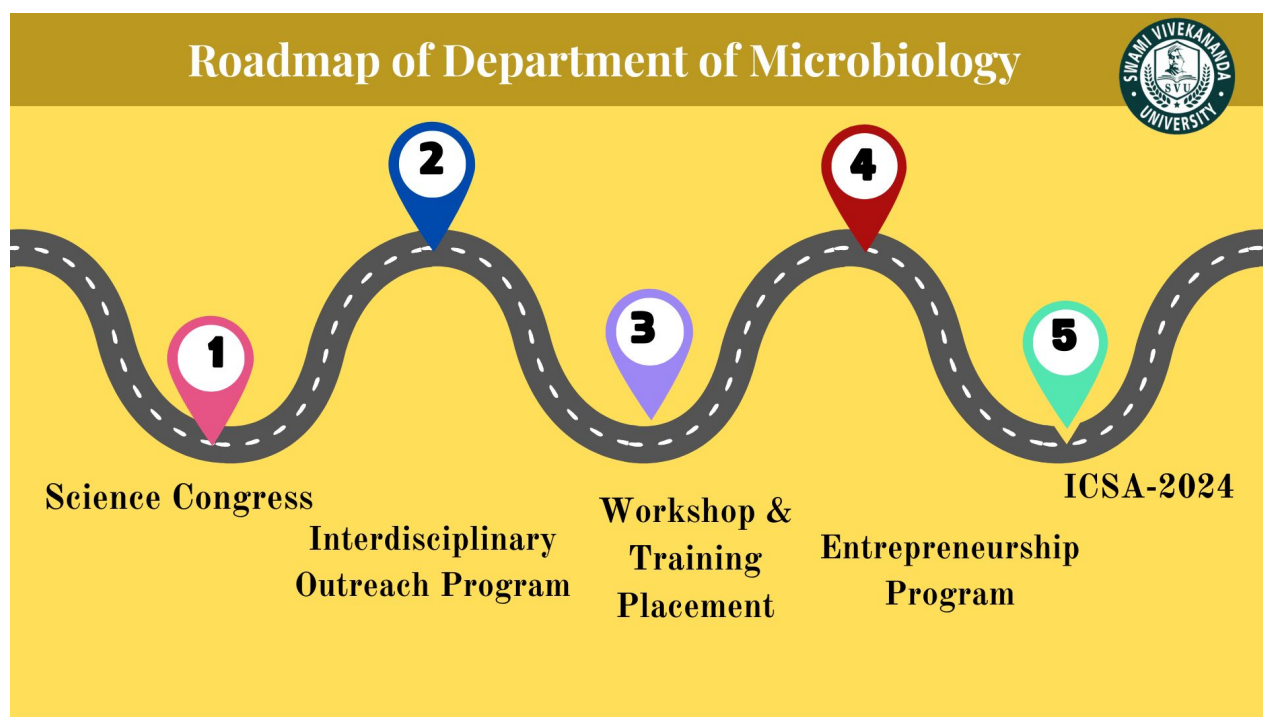 Roadmap of Department of Microbiology
SWAMI VIVEKANANDA
UNIVERSITY
SVU
1
Science Congress
2
Interdisciplinary
Outreach Program
3
Workshop &
Training
Placement
4
Entrepreneurship
Program
5
ICSA-2024